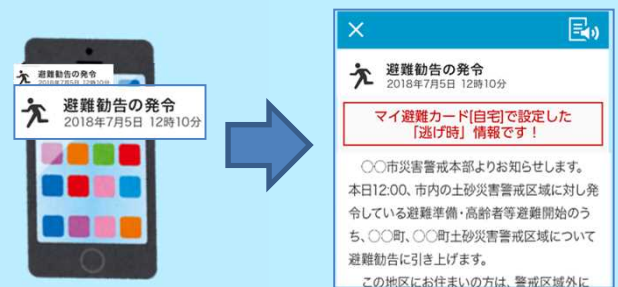 避難勧告の発令
2018年7月5日 12時10分
避難勧告の発令
2018年7月5日 12時10分
避難勧告の発令
2018年7月5日 12時10分
マイ避難カード[自宅]で設定した
「逃げ時」情報です！
○○市災害警戒本部よりお知らせします。
本日12:00、市内の土砂災害警戒区域に対し発
令している避難準備・高齢者等避難開始のう
ち、○○町、○○町土砂災害警戒区域について
避難勧告に引き上げます。
この地区にお住まいの方は、警戒区域外に